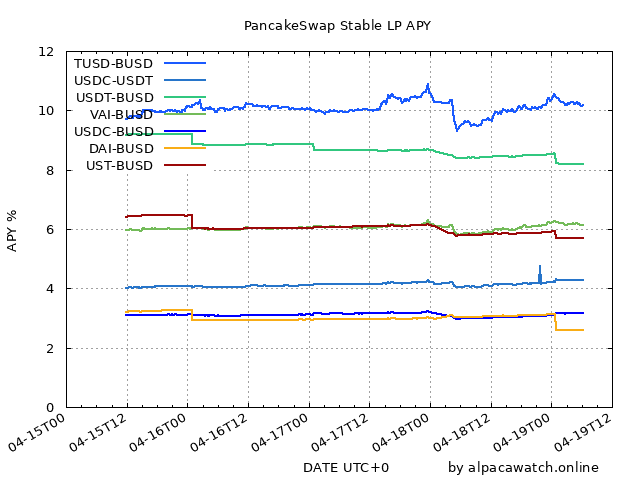 PancakeSwap Stable LP APY
APY %
12
10
8
6
4
2
0
TUSD-BUSD
USDC-USDT
USDT-BUSD
VAI-BUSD
USDC-BUSD
DAI-BUSD
UST-BUSD
04-15T00
04-15T12
04-16T00
04-16T12
04-17T00
04-17T12
04-18T00
04-18T12
04-19T00
04-19T12
DATE UTC+0
by alpacawatch.online